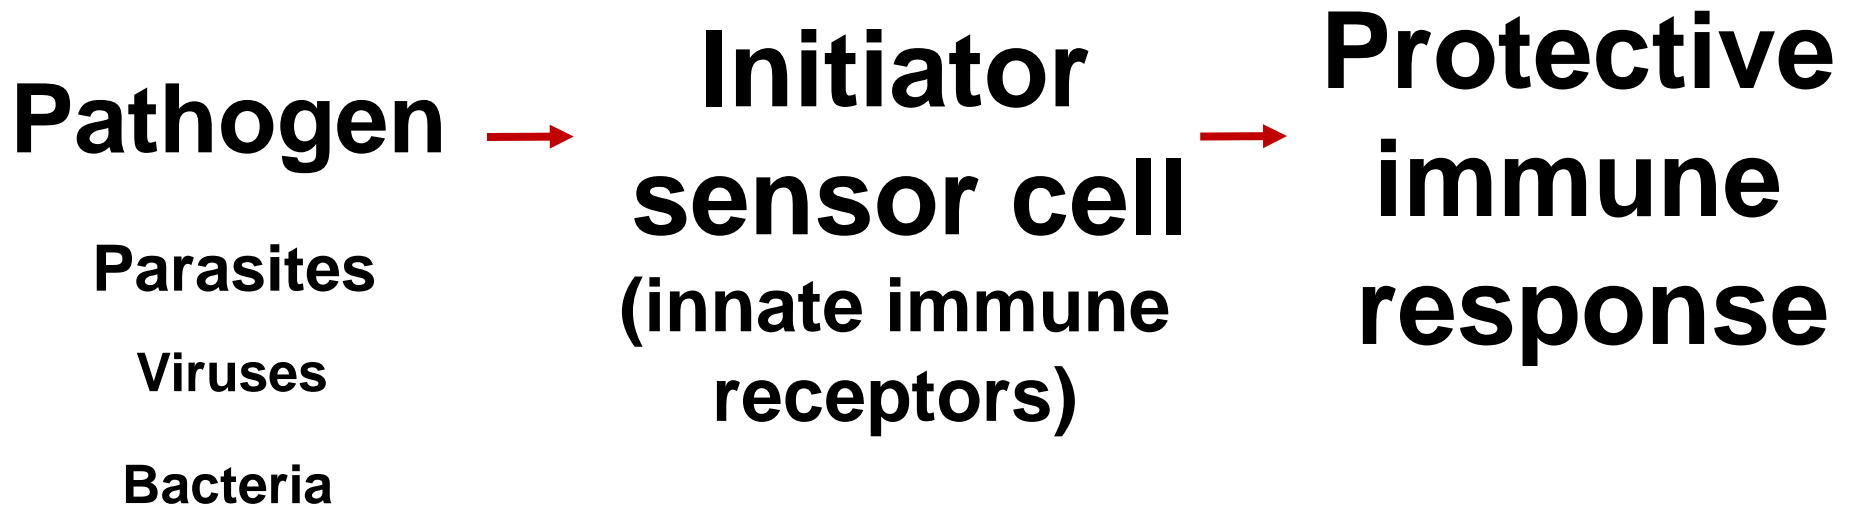 Pathogen
Parasites
Viruses
Bacteria
Initiator
sensor cell
(innate immune
receptors)
Protective
immune
response